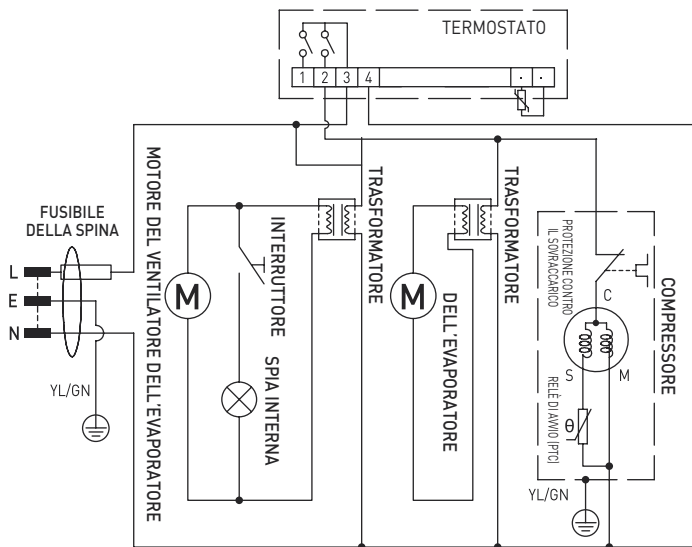 TERMOSTATO
1 2 3 4
MOTORE DEL VENTILATORE DELL'EVAPORATORE
FUSIBILE
DELLA SPINA
L
E
N
YL/GN
M
INTERRUTTORE
SPIA INTERNA
TRASFORMATORE
M
DELL'EVAPORATORE
TRASFORMATORE
PROTEZIONE CONTRO
IL SOVRACCARICO
C
S
M
θ
RELÈ DI AVVIO (PTC)
COMPRESSORE
YL/GN